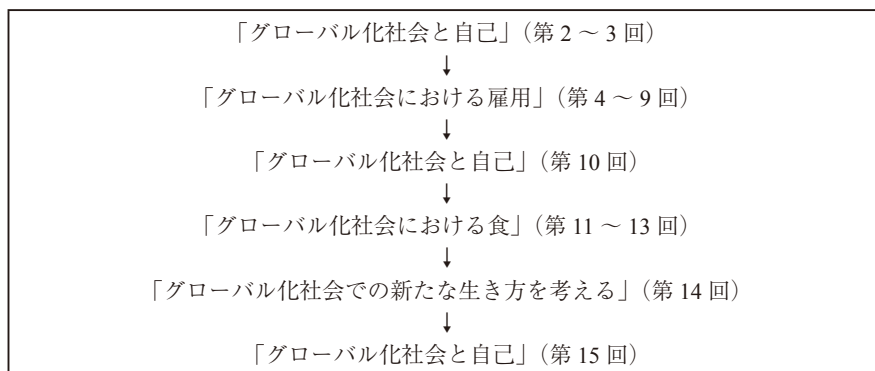 「グローバル化社会と自己」（第 2 ～ 3 回）
↓
「グローバル化社会における雇用」（第 4 ～ 9 回）
↓
「グローバル化社会と自己」（第 10 回）
↓
「グローバル化社会における食」（第 11 ～ 13 回）
↓
「グローバル化社会での新たな生き方を考える」（第 14 回）
↓
「グローバル化社会と自己」（第 15 回）